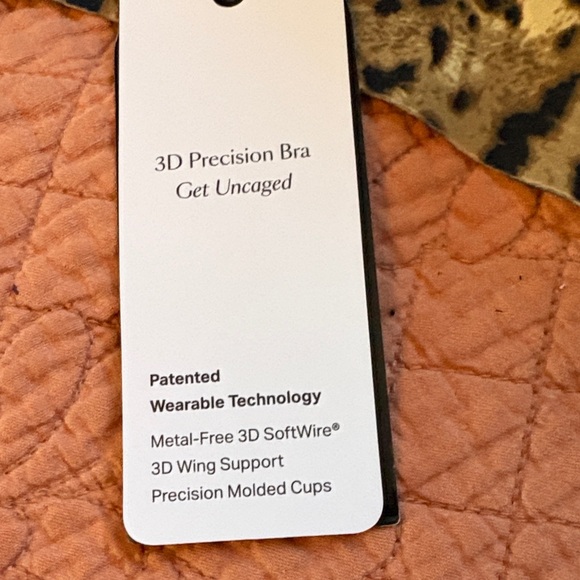 3D Precision Bra
Get Uncaged
Patented
Wearable Technology
Metal-Free 3D SoftWire®
3D Wing Support
Precision Molded Cups